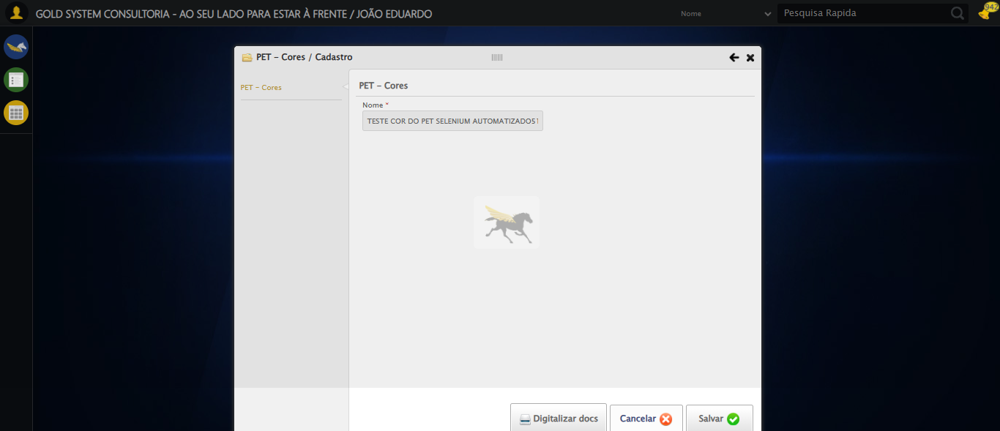 GOLD SYSTEM CONSULTORIA - AO SEU LADO PARA ESTAR À FRENTE / JOÃO EDUARDO
Nome
Pesquisa Rapida
942
PET - Cores / Cadastro
PET - Cores
PET - Cores
Nome *
TESTE COR DO PET SELENIUM AUTOMATIZADO51
Digitalizar docs
Cancelar
Salvar